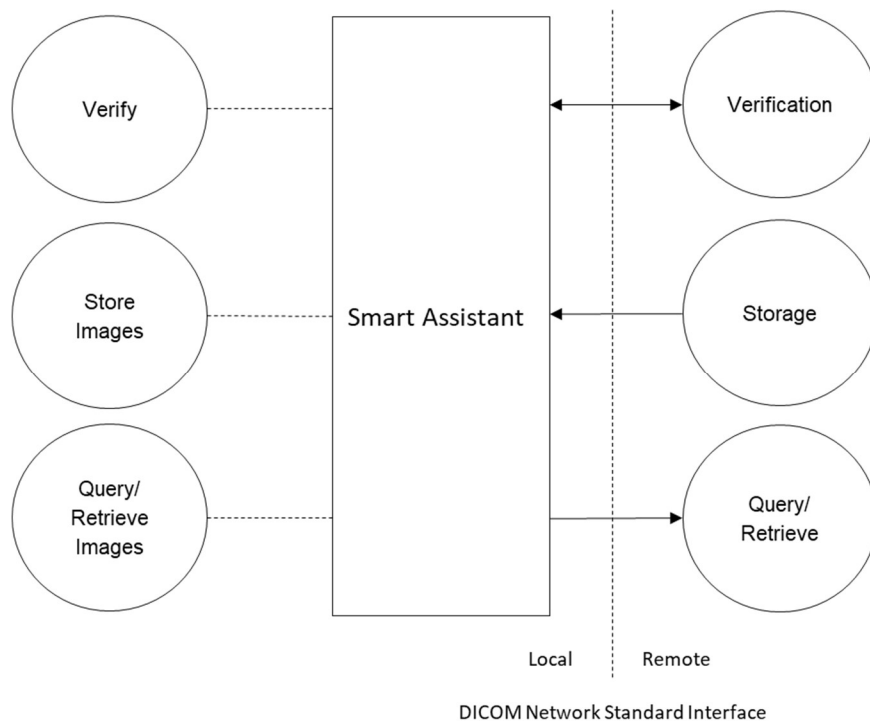 Verify
Verification
Store
Images
Smart Assistant
Storage
Query/
Retrieve
Images
Query/
Retrieve
Local
Remote
DICOM Network Standard Interface